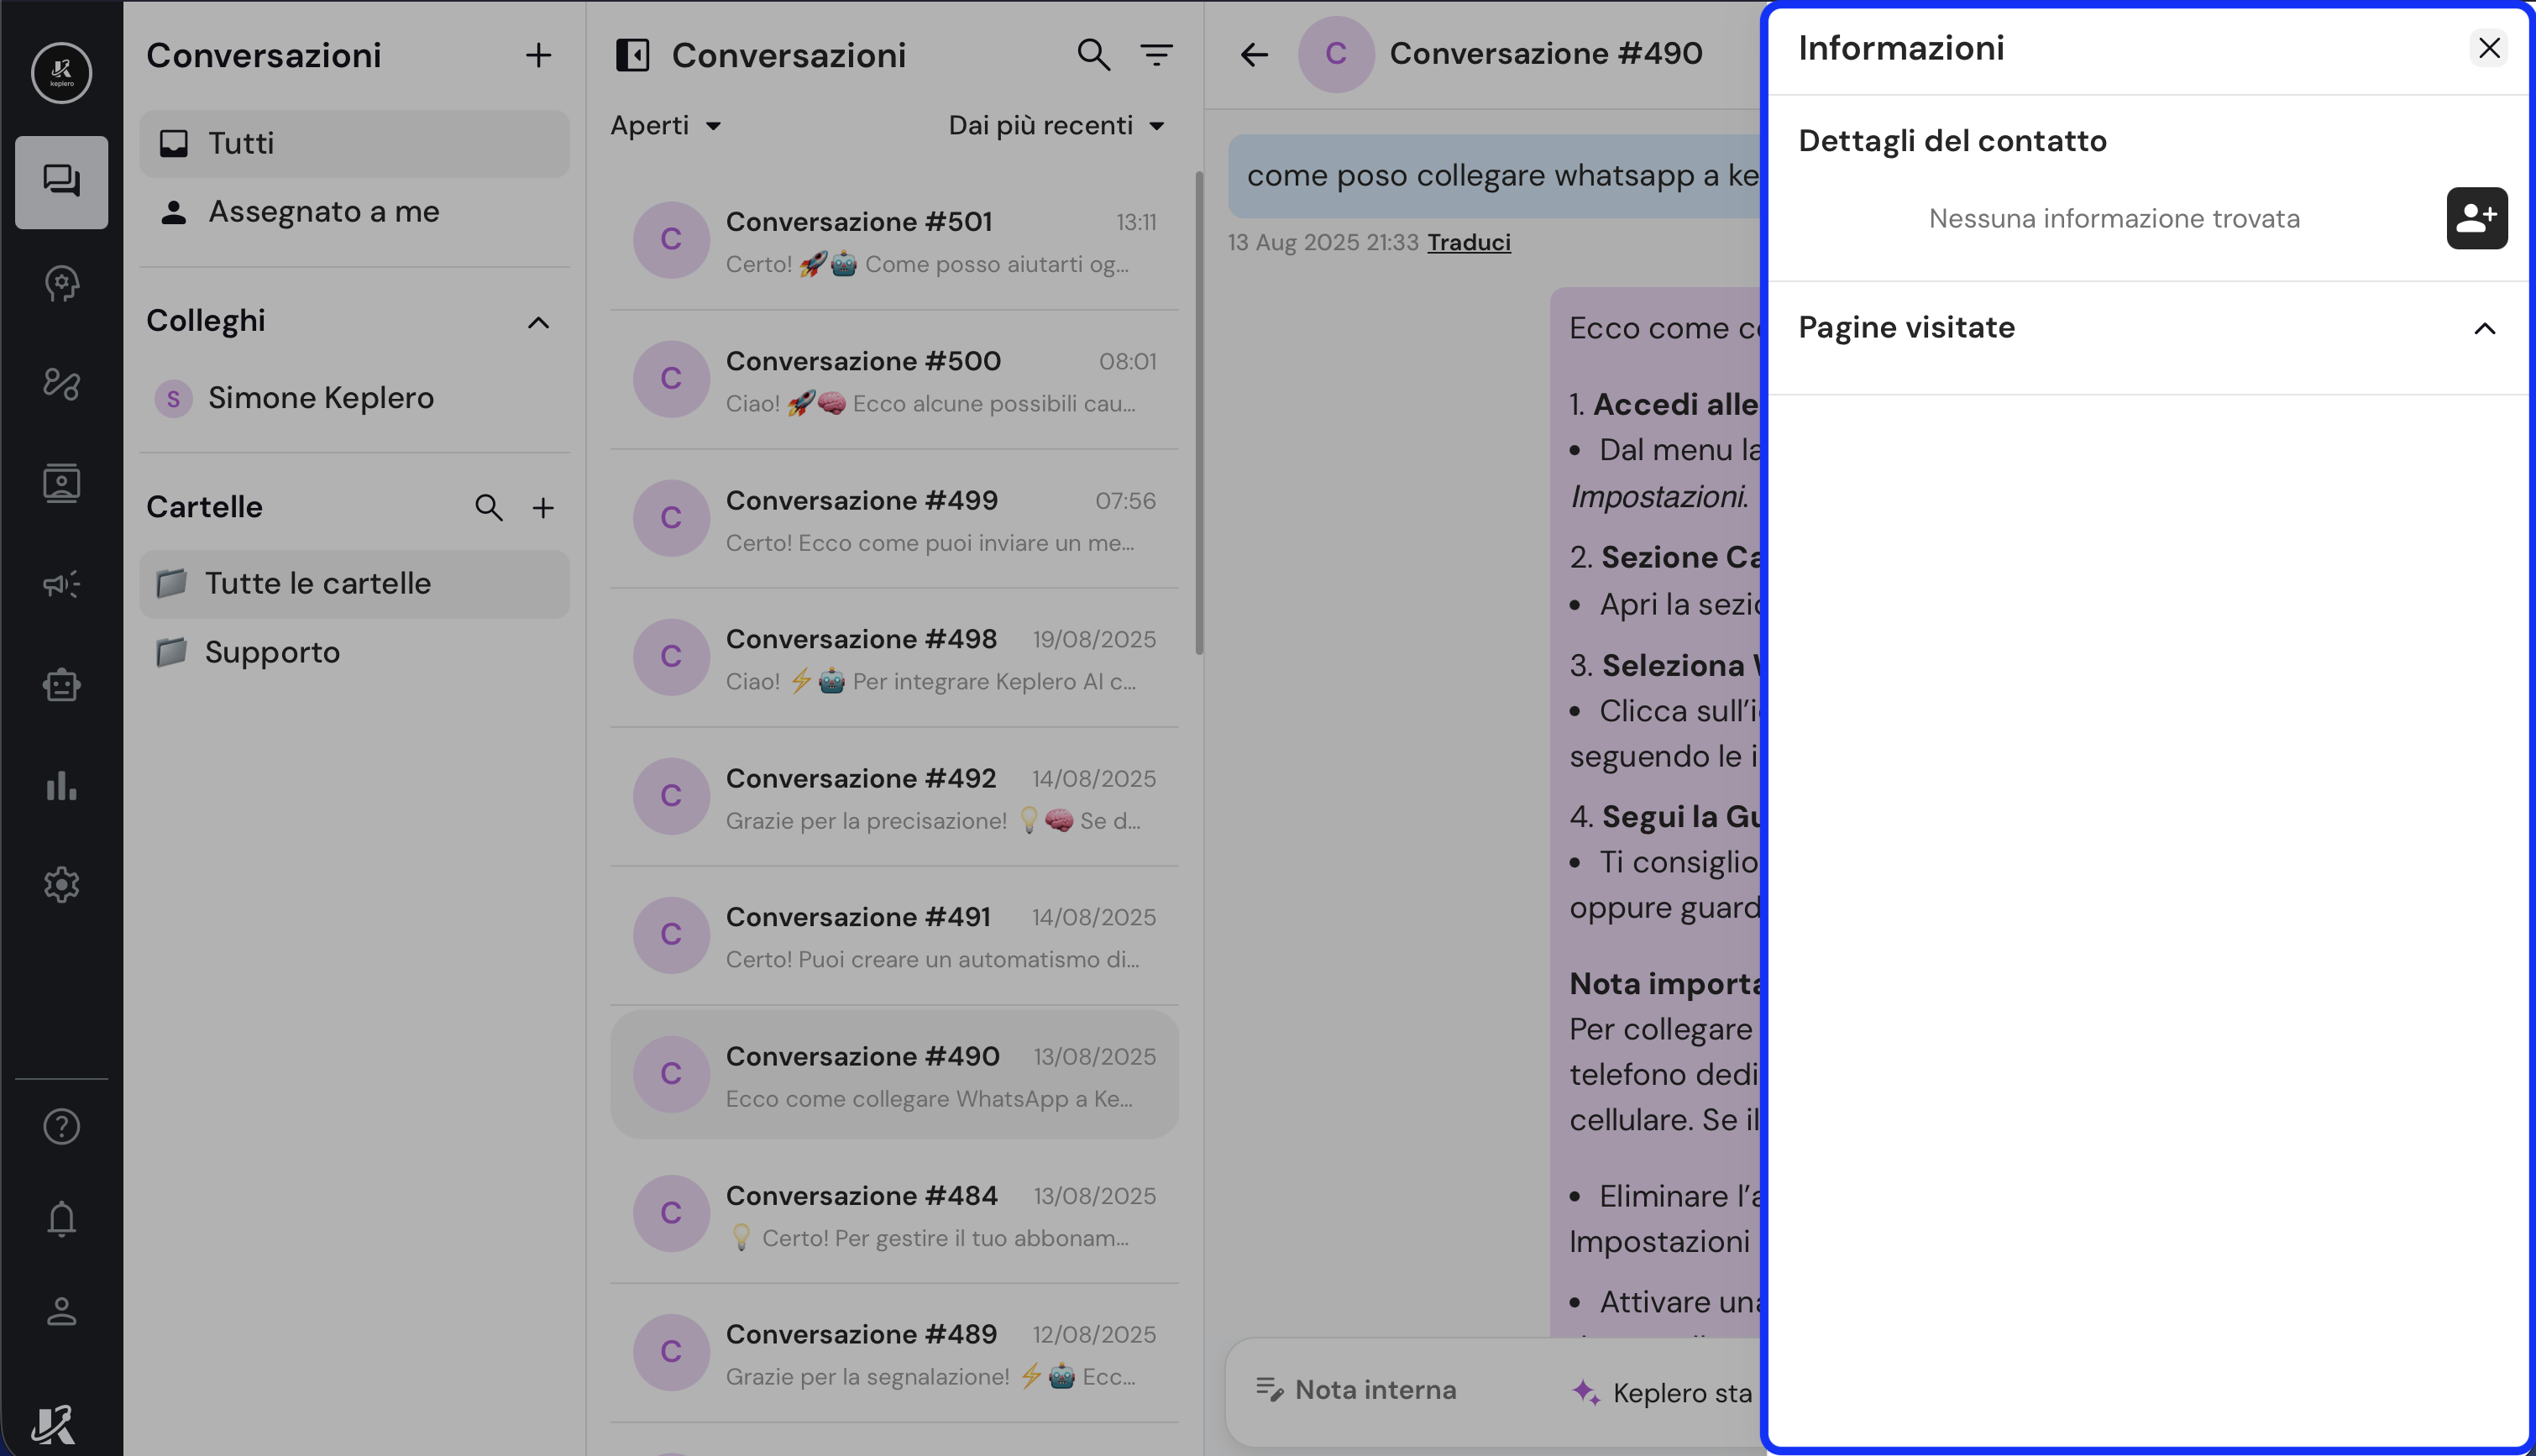 keplero
Conversazioni
Tutti
Assegnato a me
Colleghi
S Simone Keplero
Cartelle
Tutte le cartelle
Supporto
Conversazioni
Aperti Dai più recenti
C Conversazione #501 13:11
Certo! 🚀🤖 Come posso aiutarti og...
C Conversazione #500 08:01
Ciao! 🚀🧠 Ecco alcune possibili cau...
C Conversazione #499 07:56
Certo! Ecco come puoi inviare un me...
C Conversazione #498 19/08/2025
Ciao! ⚡🤖 Per integrare Keplero AI c...
C Conversazione #492 14/08/2025
Grazie per la precisazione! 💡🧠 Se d...
C Conversazione #491 14/08/2025
Certo! Puoi creare un automatismo di...
C Conversazione #490 13/08/2025
Ecco come collegare WhatsApp a Ke...
C Conversazione #484 13/08/2025
💡 Certo! Per gestire il tuo abbonam...
C Conversazione #489 12/08/2025
Grazie per la segnalazione! ⚡🤖 Ecc...
C Conversazione #490
come poso collegare whatsapp a ke
13 Aug 2025 21:33 Traduci
Ecco come co
1. Accedi alle
• Dal menu la
Impostazioni.
2. Sezione Ca
• Apri la sezio
3. Seleziona
• Clicca sull’i
seguendo le i
4. Segui la Gu
• Ti consiglio
oppure guard
Nota importa
Per collegare
telefono dedi
cellulare. Se il
• Eliminare l’a
Impostazioni
• Attivare una
Nota interna
Keplero sta
Informazioni
Dettagli del contatto
Nessuna informazione trovata
Pagine visitate